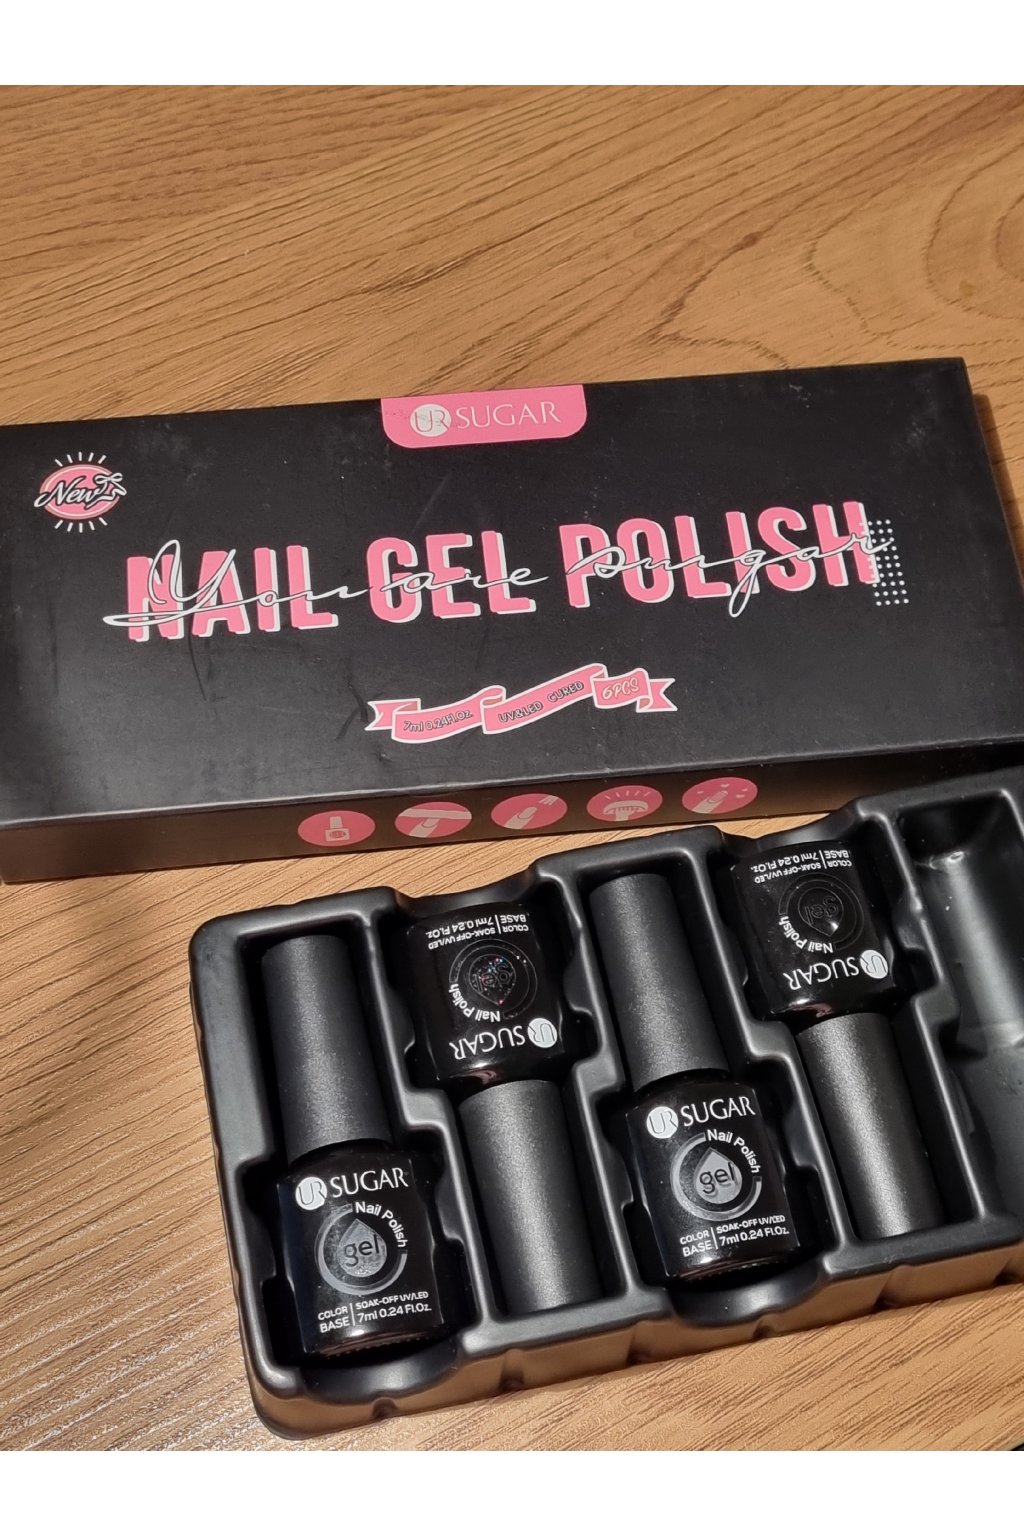 UR SUGAR
New
NAIL GEL POLISH
You are sugar
7ml 0.24Fl.Oz.
UV&LED CURED
6PCS
UR SUGAR
Nail Polish
gel
COLOR BASE | SOAK-OFF UV/LED 7ml 0.24 Fl.Oz.
UR SUGAR
Nail Polish
gel
COLOR BASE | SOAK-OFF UV/LED 7ml 0.24 Fl.Oz.
UR SUGAR
Nail Polish
gel
COLOR BASE | SOAK-OFF UV/LED 7ml 0.24 Fl.Oz.
UR SUGAR
Nail Polish
gel
COLOR BASE | SOAK-OFF UV/LED 7ml 0.24 Fl.Oz.